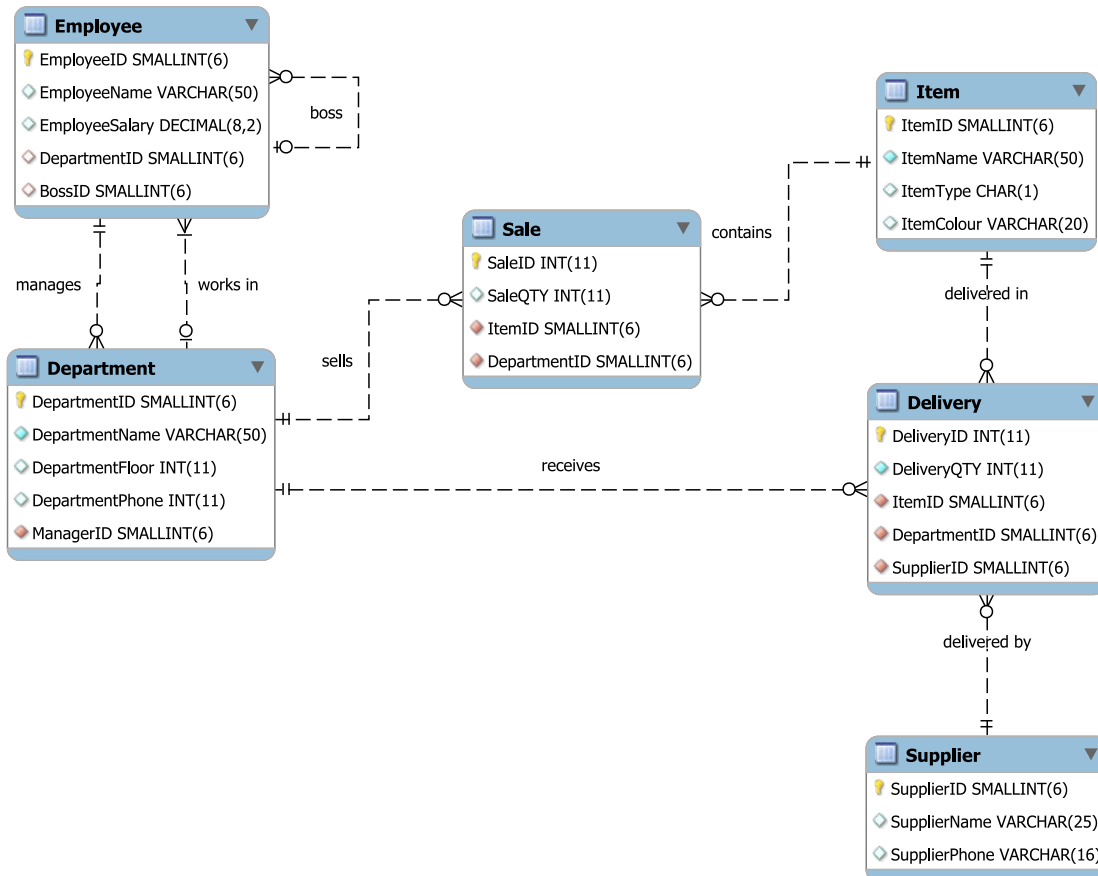 Employee
EmployeeID SMALLINT(6)
EmployeeName VARCHAR(50)
EmployeeSalary DECIMAL(8,2)
DepartmentID SMALLINT(6)
BossID SMALLINT(6)
boss
manages
works in
Department
DepartmentID SMALLINT(6)
DepartmentName VARCHAR(50)
DepartmentFloor INT(11)
DepartmentPhone INT(11)
ManagerID SMALLINT(6)
sells
receives
Sale
SaleID INT(11)
SaleQTY INT(11)
ItemID SMALLINT(6)
DepartmentID SMALLINT(6)
contains
Item
ItemID SMALLINT(6)
ItemName VARCHAR(50)
ItemType CHAR(1)
ItemColour VARCHAR(20)
delivered in
Delivery
DeliveryID INT(11)
DeliveryQTY INT(11)
ItemID SMALLINT(6)
DepartmentID SMALLINT(6)
SupplierID SMALLINT(6)
delivered by
Supplier
SupplierID SMALLINT(6)
SupplierName VARCHAR(25)
SupplierPhone VARCHAR(16)